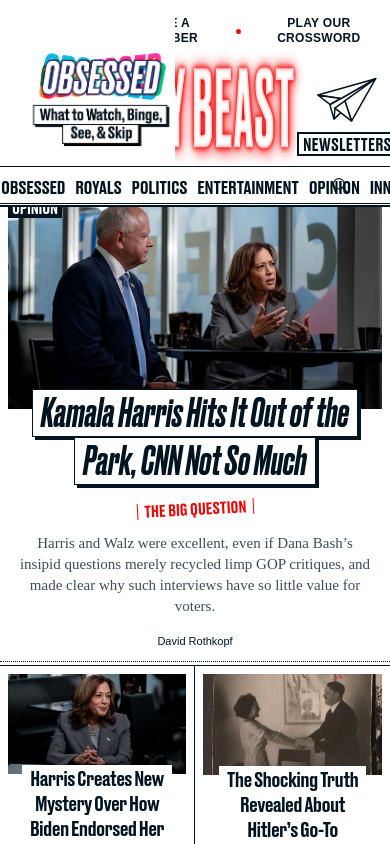 PLAY OUR
CROSSWORD
OBSESSED
What to Watch, Binge,
See, & Skip
BEAST
NEWSLETTERS
OBSESSED ROYALS POLITICS ENTERTAINMENT OPINION INN
OPINION
Kamala Harris Hits It Out of the
Park, CNN Not So Much
THE BIG QUESTION
Harris and Walz were excellent, even if Dana Bash’s
insipid questions merely recycled limp GOP critiques, and
made clear why such interviews have so little value for
voters.
David Rothkopf
Harris Creates New
Mystery Over How
Biden Endorsed Her
The Shocking Truth
Revealed About
Hitler’s Go-To